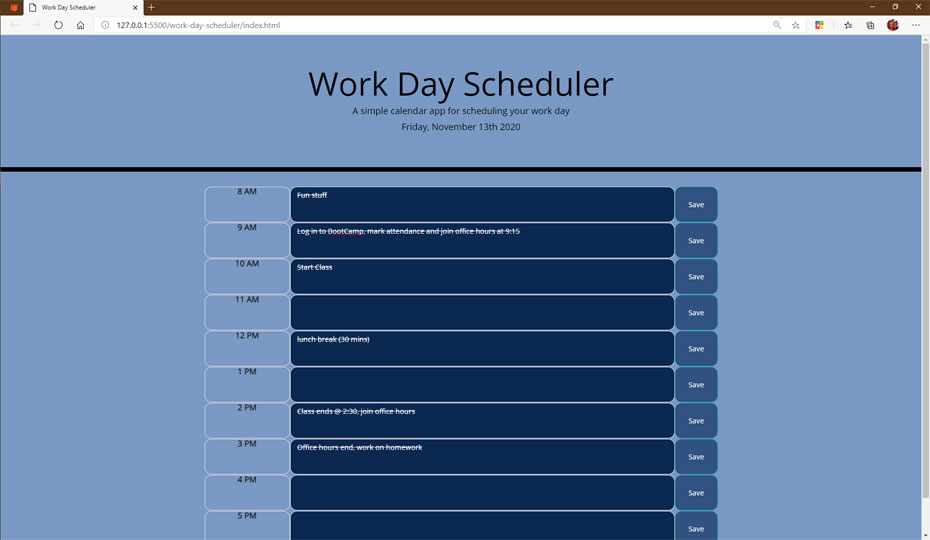 Work Day Scheduler
127.0.0.1:5500/work-day-scheduler/index.html
Work Day Scheduler
A simple calendar app for scheduling your work day
Friday, November 13th 2020
8 AM Fun stuff Save
9 AM Log in to BootCamp, mark attendance and join office hours at 9:15 Save
10 AM Start Class Save
11 AM Save
12 PM lunch break (30 mins) Save
1 PM Save
2 PM Class ends @ 2:30, join office hours Save
3 PM Office hours end, work on homework Save
4 PM Save
5 PM Save